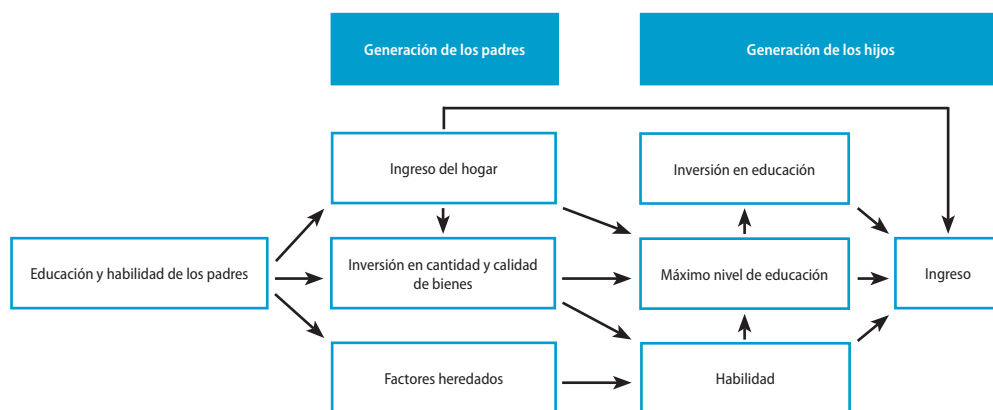 Generación de los padres
Generación de los hijos
Ingreso del hogar
Inversión en educación
Educación y habilidad de los padres
Inversión en cantidad y calidad
de bienes
Máximo nivel de educación
Ingreso
Factores heredados
Habilidad